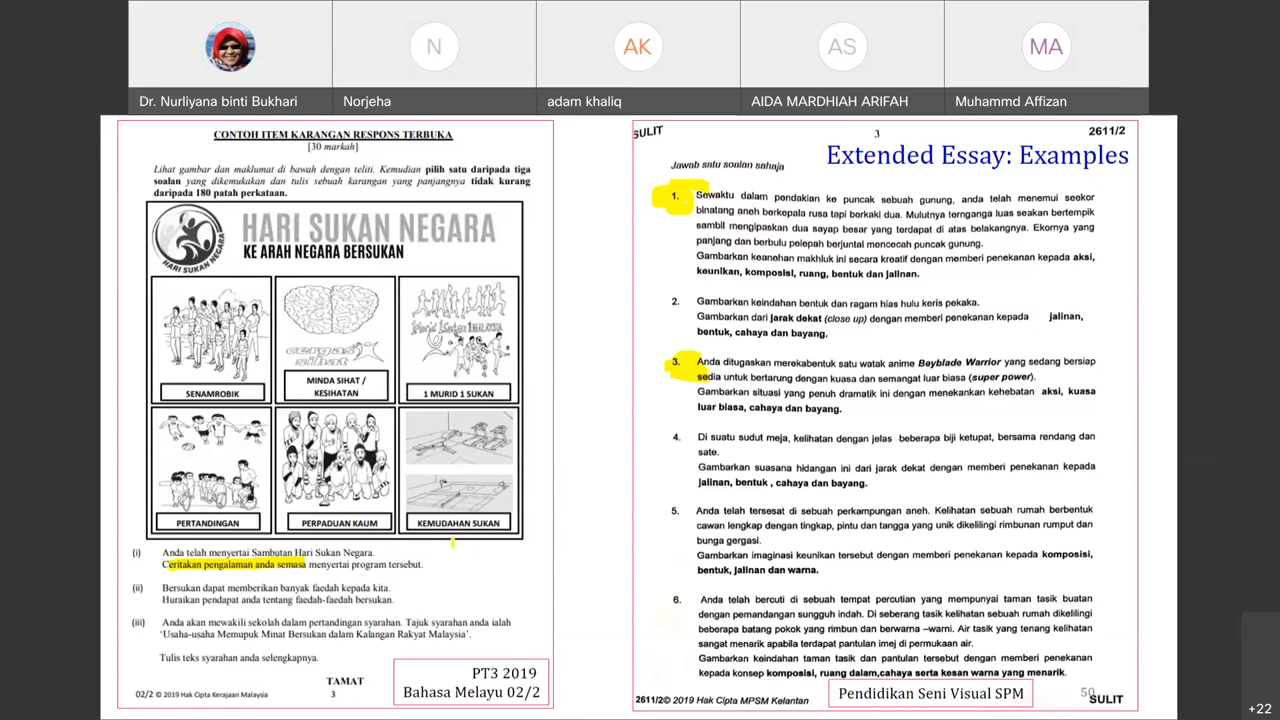 Dr. Nurliyana binti Bukhari
N
Norjeha
AK
adam khaliq
AS
AIDA MARDHIAH ARIFAH
MA
Muhammd Affizan
CONTOH ITEM KARANGAN RESPONS TERBUKA
[30 markah]
Lihat gambar dan maklumat di bawah dengan teliti. Kemudian pilih satu daripada tiga
soalan yang dikemukakan dan tulis sebuah karangan yang panjangnya tidak kurang
daripada 180 patah perkataan.
HARI SUKAN NEGARA
HARI SUKAN NEGARA
KE ARAH NEGARA BERSUKAN
SENAMROBIK
cergas
sihat
MINDA SIHAT /
KESIHATAN
1 MALAYSIA
1 MURID 1 SUKAN
PERTANDINGAN
PERPADUAN KAUM
KEMUDAHAN SUKAN
(i) Anda telah menyertai Sambutan Hari Sukan Negara.
Ceritakan pengalaman anda semasa menyertai program tersebut.
(ii) Bersukan dapat memberikan banyak faedah kepada kita.
Huraikan pendapat anda tentang faedah-faedah bersukan.
(iii) Anda akan mewakili sekolah dalam pertandingan syarahan. Tajuk syarahan anda ialah
'Usaha-usaha Memupuk Minat Bersukan dalam Kalangan Rakyat Malaysia'.
Tulis teks syarahan anda selengkapnya.
TAMAT
02/2 © 2019 Hak Cipta Kerajaan Malaysia
3
PT3 2019
Bahasa Melayu 02/2
SULIT
3
2611/2
Extended Essay: Examples
Jawab satu soalan sahaja
1. Sewaktu dalam pendakian ke puncak sebuah gunung, anda telah menemui seekor
binatang aneh berkepala rusa tapi berkaki dua. Mulutnya ternganga luas seakan bertempik
sambil mengipaskan dua sayap besar yang terdapat di atas belakangnya. Ekornya yang
panjang dan berbulu pelepah berjuntai mencecah puncak gunung.
Gambarkan keanehan makhluk ini secara kreatif dengan memberi penekanan kepada aksi,
keunikan, komposisi, ruang, bentuk dan jalinan.
2. Gambarkan keindahan bentuk dan ragam hias hulu keris pekaka.
Gambarkan dari jarak dekat (close up) dengan memberi penekanan kepada jalinan,
bentuk, cahaya dan bayang.
3. Anda ditugaskan merekabentuk satu watak anime Beyblade Warrior yang sedang bersiap
sedia untuk bertarung dengan kuasa dan semangat luar biasa (super power).
Gambarkan situasi yang penuh dramatik ini dengan menekankan kehebatan aksi, kuasa
luar biasa, cahaya dan bayang.
4. Di suatu sudut meja, kelihatan dengan jelas beberapa biji ketupat, bersama rendang dan
sate.
Gambarkan suasana hidangan ini dari jarak dekat dengan memberi penekanan kepada
jalinan, bentuk , cahaya dan bayang.
5. Anda telah tersesat di sebuah perkampungan aneh. Kelihatan sebuah rumah berbentuk
cawan lengkap dengan tingkap, pintu dan tangga yang unik dikelilingi rimbunan rumput dan
bunga gergasi.
Gambarkan imaginasi keunikan tersebut dengan memberi penekanan kepada komposisi,
bentuk, jalinan dan warna.
6. Anda telah bercuti di sebuah tempat percutian yang mempunyai taman tasik buatan
dengan pemandangan sungguh indah. Di seberang tasik kelihatan sebuah rumah dikelilingi
beberapa batang pokok yang rimbun dan berwarna –warni. Air tasik yang tenang kelihatan
sangat menarik apabila terdapat pantulan imej di permukaan air.
Gambarkan keindahan taman tasik dan pantulan tersebut dengan memberi penekanan
kepada konsep komposisi, ruang dalam,cahaya serta kesan warna yang menarik.
2611/2© 2019 Hak Cipta MPSM Kelantan
Pendidikan Seni Visual SPM
50
SULIT
+22